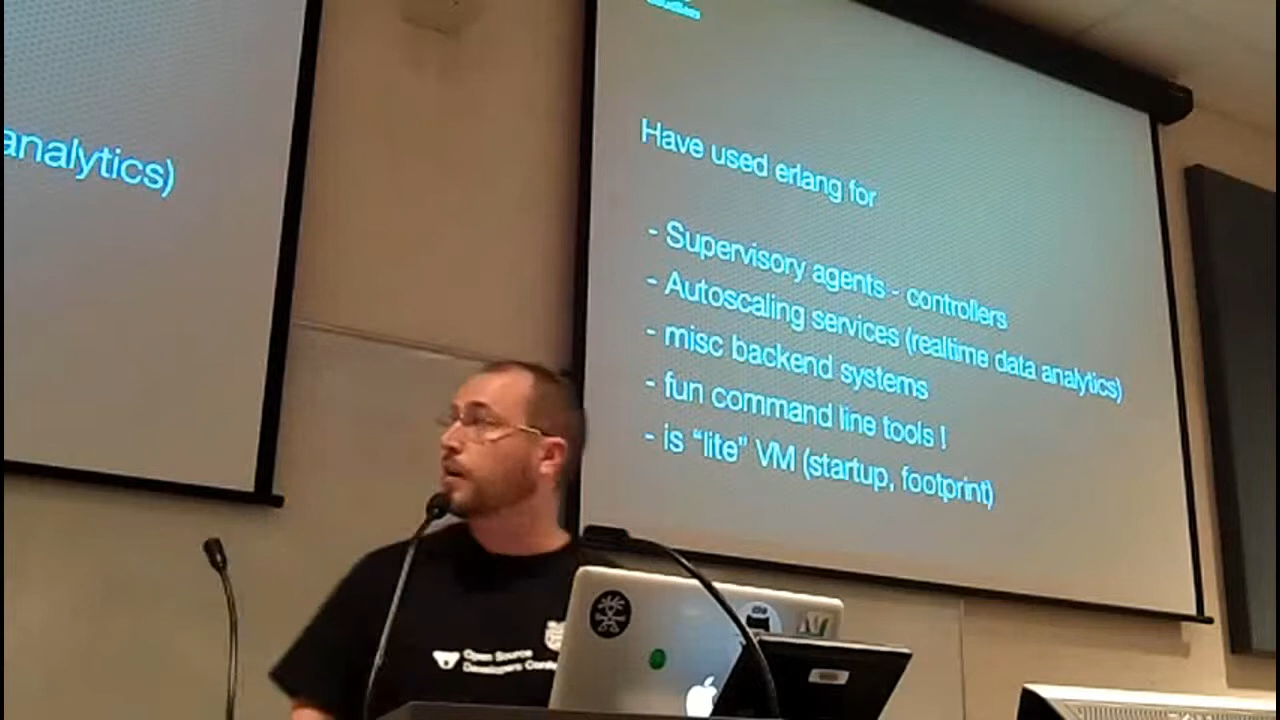 analytics)
Have used erlang for
- Supervisory agents - controllers
- Autoscaling services (realtime data analytics)
- misc backend systems
- fun command line tools !
- is “lite” VM (startup, footprint)
Open Source
Developers